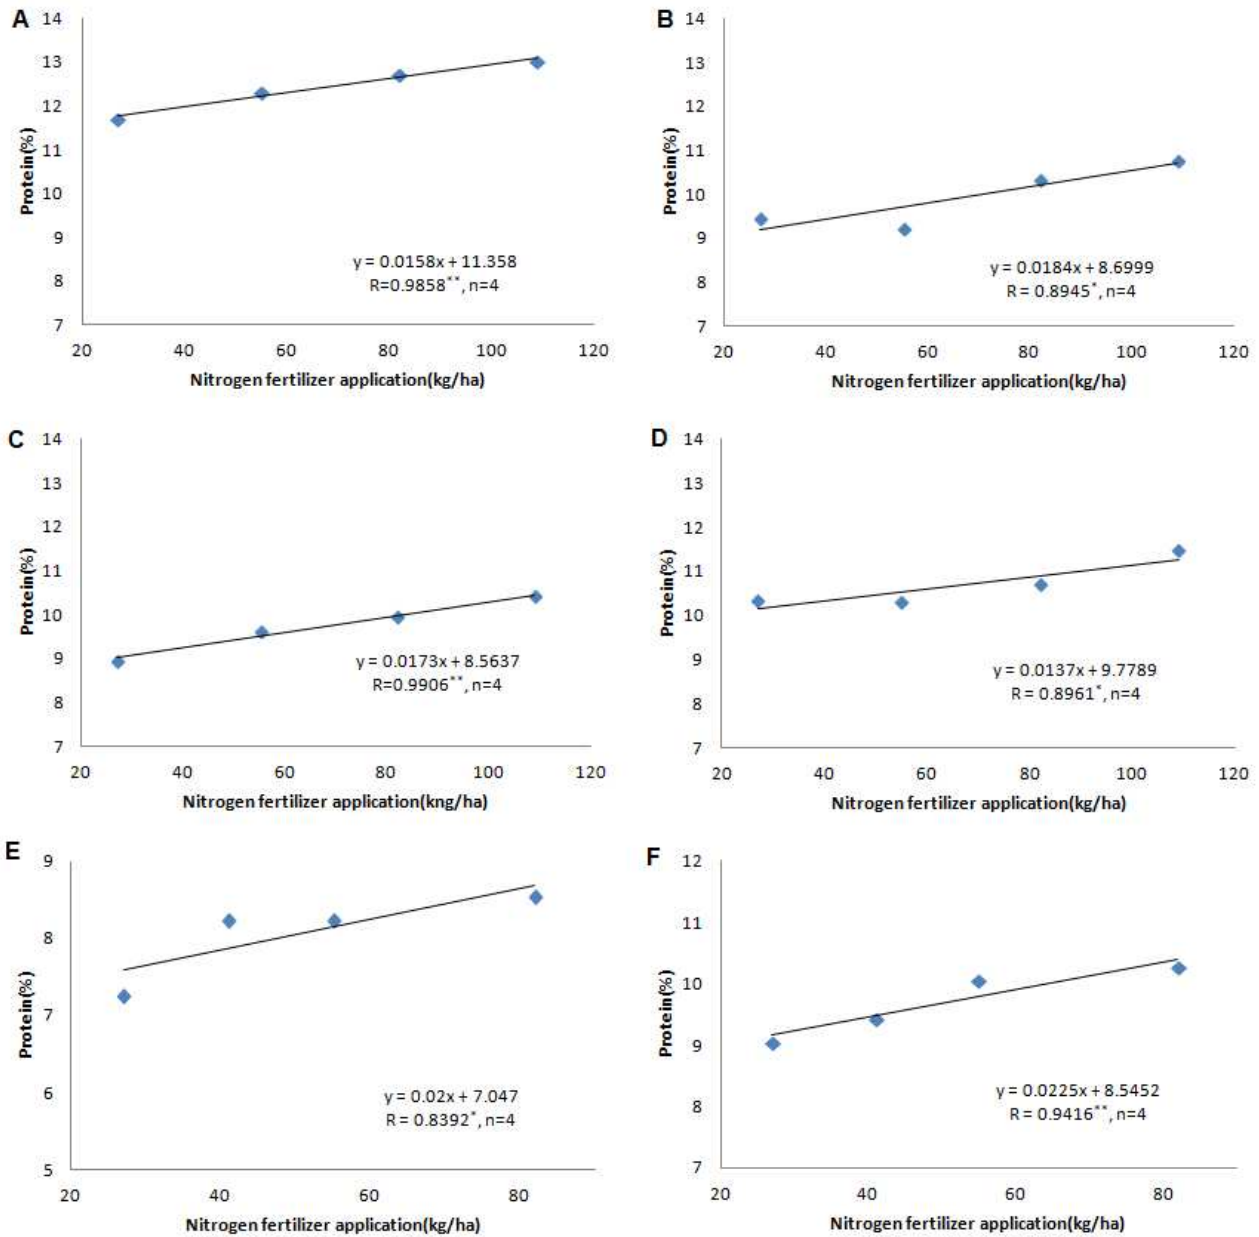 A
14
13
12
11
10
9
8
7
Protein(%)
y = 0.0158x + 11.358
R=0.9858**, n=4
20 40 60 80 100 120
Nitrogen fertilizer application(kg/ha)
B
14
13
12
11
10
9
8
7
Protein(%)
y = 0.0184x + 8.6999
R = 0.8945*, n=4
20 40 60 80 100 120
Nitrogen fertilizer application(kg/ha)
C
14
13
12
11
10
9
8
7
Protein(%)
y = 0.0173x + 8.5637
R=0.9906**, n=4
20 40 60 80 100 120
Nitrogen fertilizer application(kng/ha)
D
14
13
12
11
10
9
8
7
Protein(%)
y = 0.0137x + 9.7789
R = 0.8961*, n=4
20 40 60 80 100 120
Nitrogen fertilizer application(kg/ha)
E
9
8
7
6
5
Protein(%)
y = 0.02x + 7.047
R = 0.8392*, n=4
20 40 60 80
Nitrogen fertilizer application(kg/ha)
F
12
11
10
9
8
7
Protein(%)
y = 0.0225x + 8.5452
R = 0.9416**, n=4
20 40 60 80
Nitrogen fertilizer application(kg/ha)